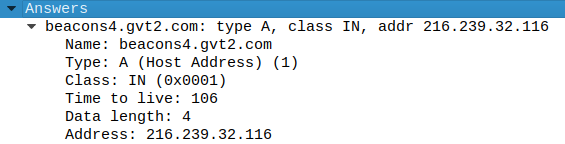 Answers
beacons4.gvt2.com: type A, class IN, addr 216.239.32.116
Name: beacons4.gvt2.com
Type: A (Host Address) (1)
Class: IN (0x0001)
Time to live: 106
Data length: 4
Address: 216.239.32.116